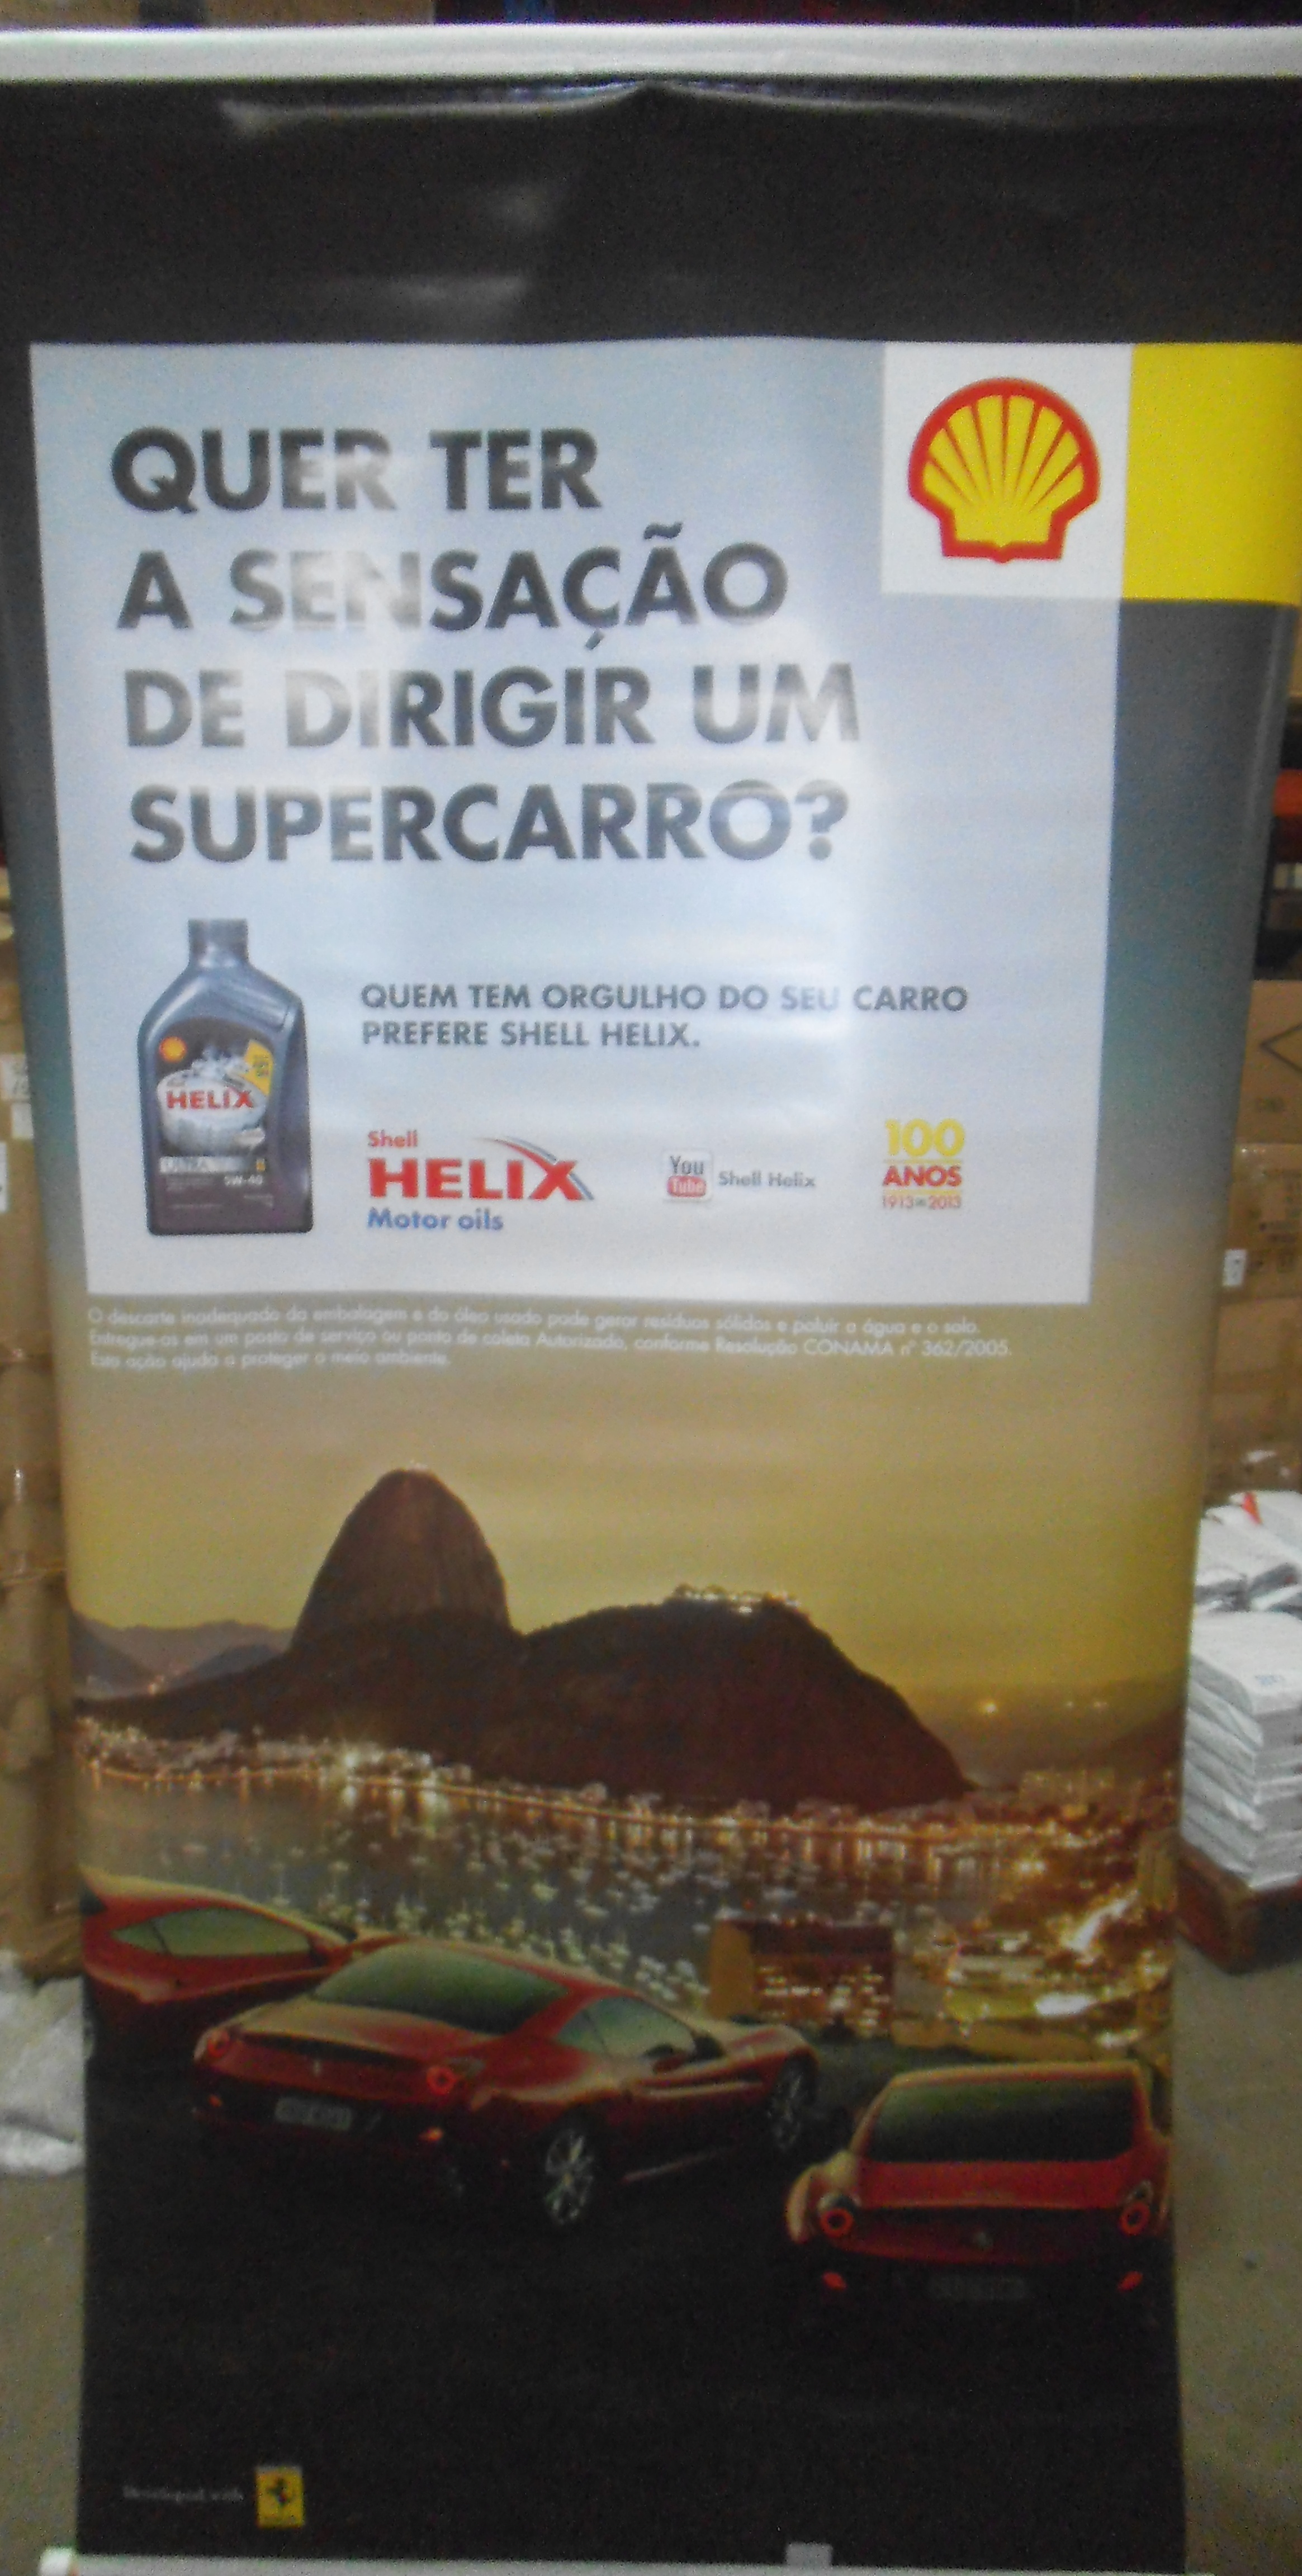 QUER TER
A SENSAÇÃO
DE DIRIGIR UM
SUPERCARRO?
QUEM TEM ORGULHO DO SEU CARRO
PREFERE SHELL HELIX.
HELIX
ULTRA
5W-40
Shell
HELIX
Motor oils
You
Tube
Shell Helix
100
ANOS
1913-2013
O descarte inadequado da embalagem e do óleo usado pode gerar resíduos sólidos e poluir a água e o solo.
Entregue-os em um posto de serviço ou ponto de coleta Autorizado, conforme Resolução CONAMA nº 362/2005.
Esta ação ajuda a proteger o meio ambiente.
Developed with